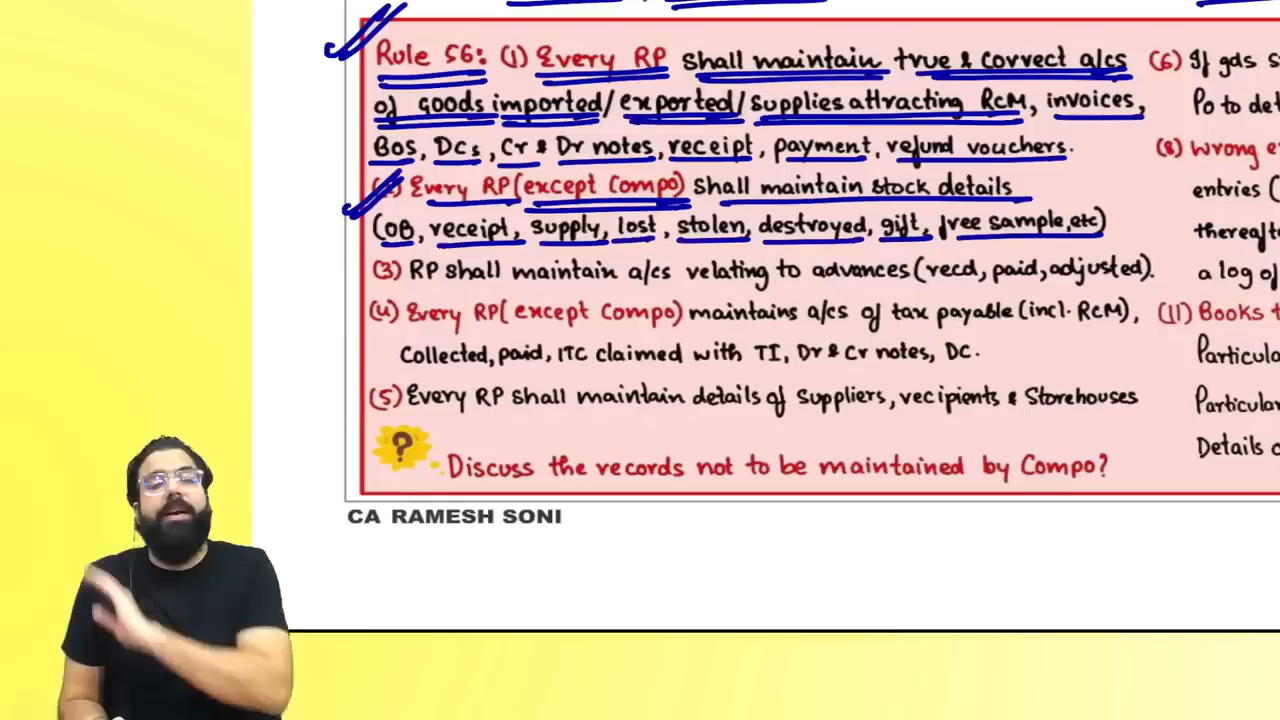 Rule 56: (1) Every RP shall maintain true & correct a/cs
of goods imported/exported/supplies attracting RCM, invoices,
Bos, DCs, Cr & Dr notes, receipt, payment, refund vouchers.
Every RP(except Compo) shall maintain stock details
(OB, receipt, supply, lost, stolen, destroyed, gift, free sample, etc)
(3) RP shall maintain a/cs relating to advances (recd, paid, adjusted).
(4) Every RP(except Compo) maintains a/cs of tax payable (incl. RCM),
Collected, paid, ITC claimed with TI, Dr & Cr notes, DC.
(5) Every RP shall maintain details of suppliers, recipients & Storehouses
?
Discuss the records not to be maintained by Compo?
(6) If gds
Po to
(8) Wrong
entries (
a log of
(11) Books
Details
CA RAMESH SONI